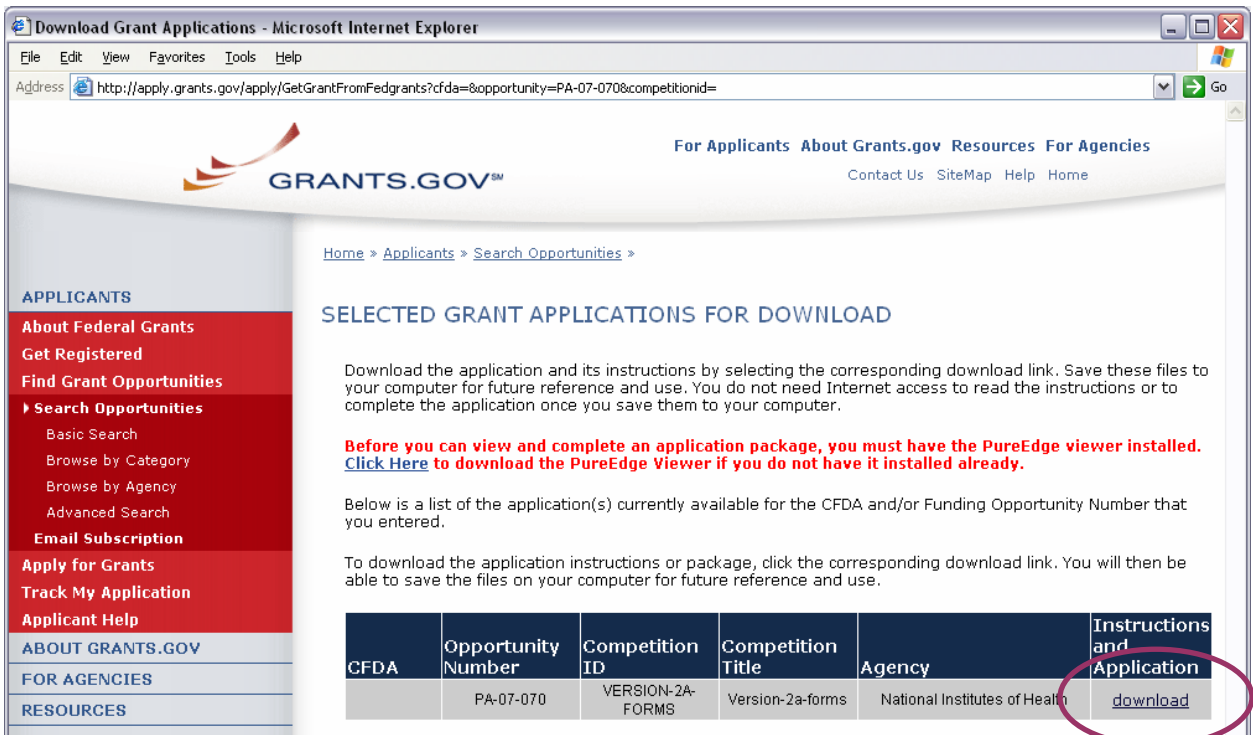 Download Grant Applications - Microsoft Internet Explorer
File Edit View Favorites Tools Help
Address http://apply.grants.gov/apply/GetGrantFromFedgrants?cfda=&opportunity=PA-07-070&competitionid= Go
For Applicants About Grants.gov Resources For Agencies
Contact Us SiteMap Help Home
GRANTS.GOV℠
Home » Applicants » Search Opportunities »
APPLICANTS
About Federal Grants
Get Registered
Find Grant Opportunities
Search Opportunities
Basic Search
Browse by Category
Browse by Agency
Advanced Search
Email Subscription
Apply for Grants
Track My Application
Applicant Help
ABOUT GRANTS.GOV
FOR AGENCIES
RESOURCES
SELECTED GRANT APPLICATIONS FOR DOWNLOAD
Download the application and its instructions by selecting the corresponding download link. Save these files to
your computer for future reference and use. You do not need Internet access to read the instructions or to
complete the application once you save them to your computer.
Before you can view and complete an application package, you must have the PureEdge viewer installed.
Click Here to download the PureEdge Viewer if you do not have it installed already.
Below is a list of the application(s) currently available for the CFDA and/or Funding Opportunity Number that
you entered.
To download the application instructions or package, click the corresponding download link. You will then be
able to save the files on your computer for future reference and use.
CFDA
Opportunity
Number
Competition
ID
Competition
Title
Agency
Instructions
and
Application
PA-07-070
VERSION-2A-
FORMS
Version-2a-forms
National Institutes of Health
download